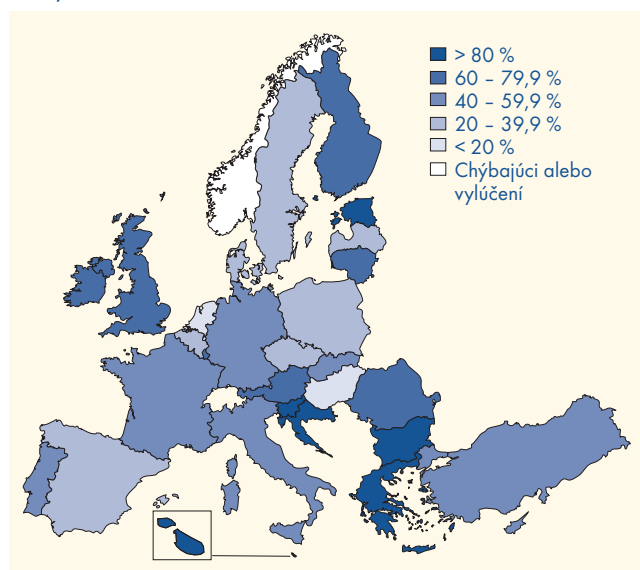 > 80 %
60 – 79,9 %
40 – 59,9 %
20 – 39,9 %
< 20 %
Chýbajúci alebo
vylúčení